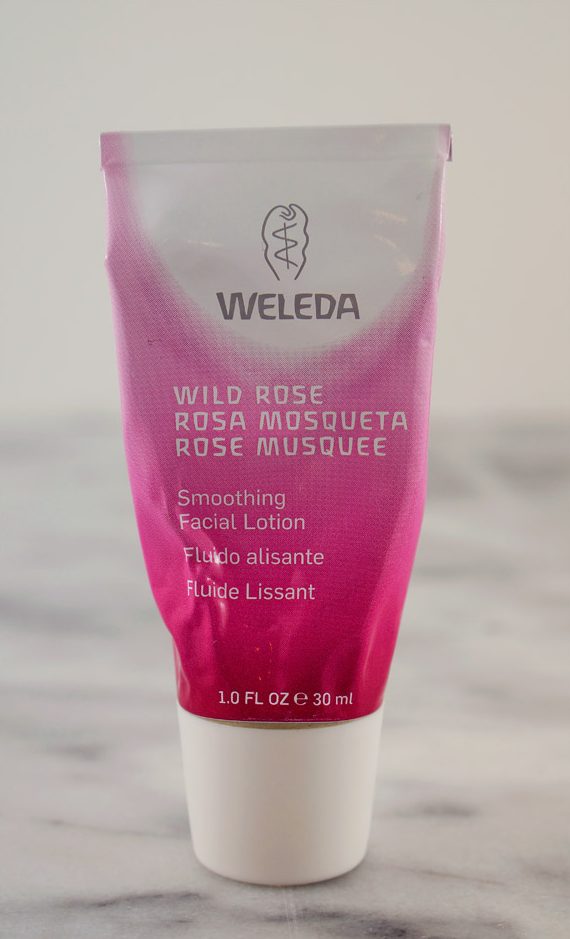 WELEDA
WILD ROSE
ROSA MOSQUETA
ROSE MUSQUEE
Smoothing
Facial Lotion
Fluido alisante
Fluide Lissant
1.0 FL OZ ℮ 30 ml